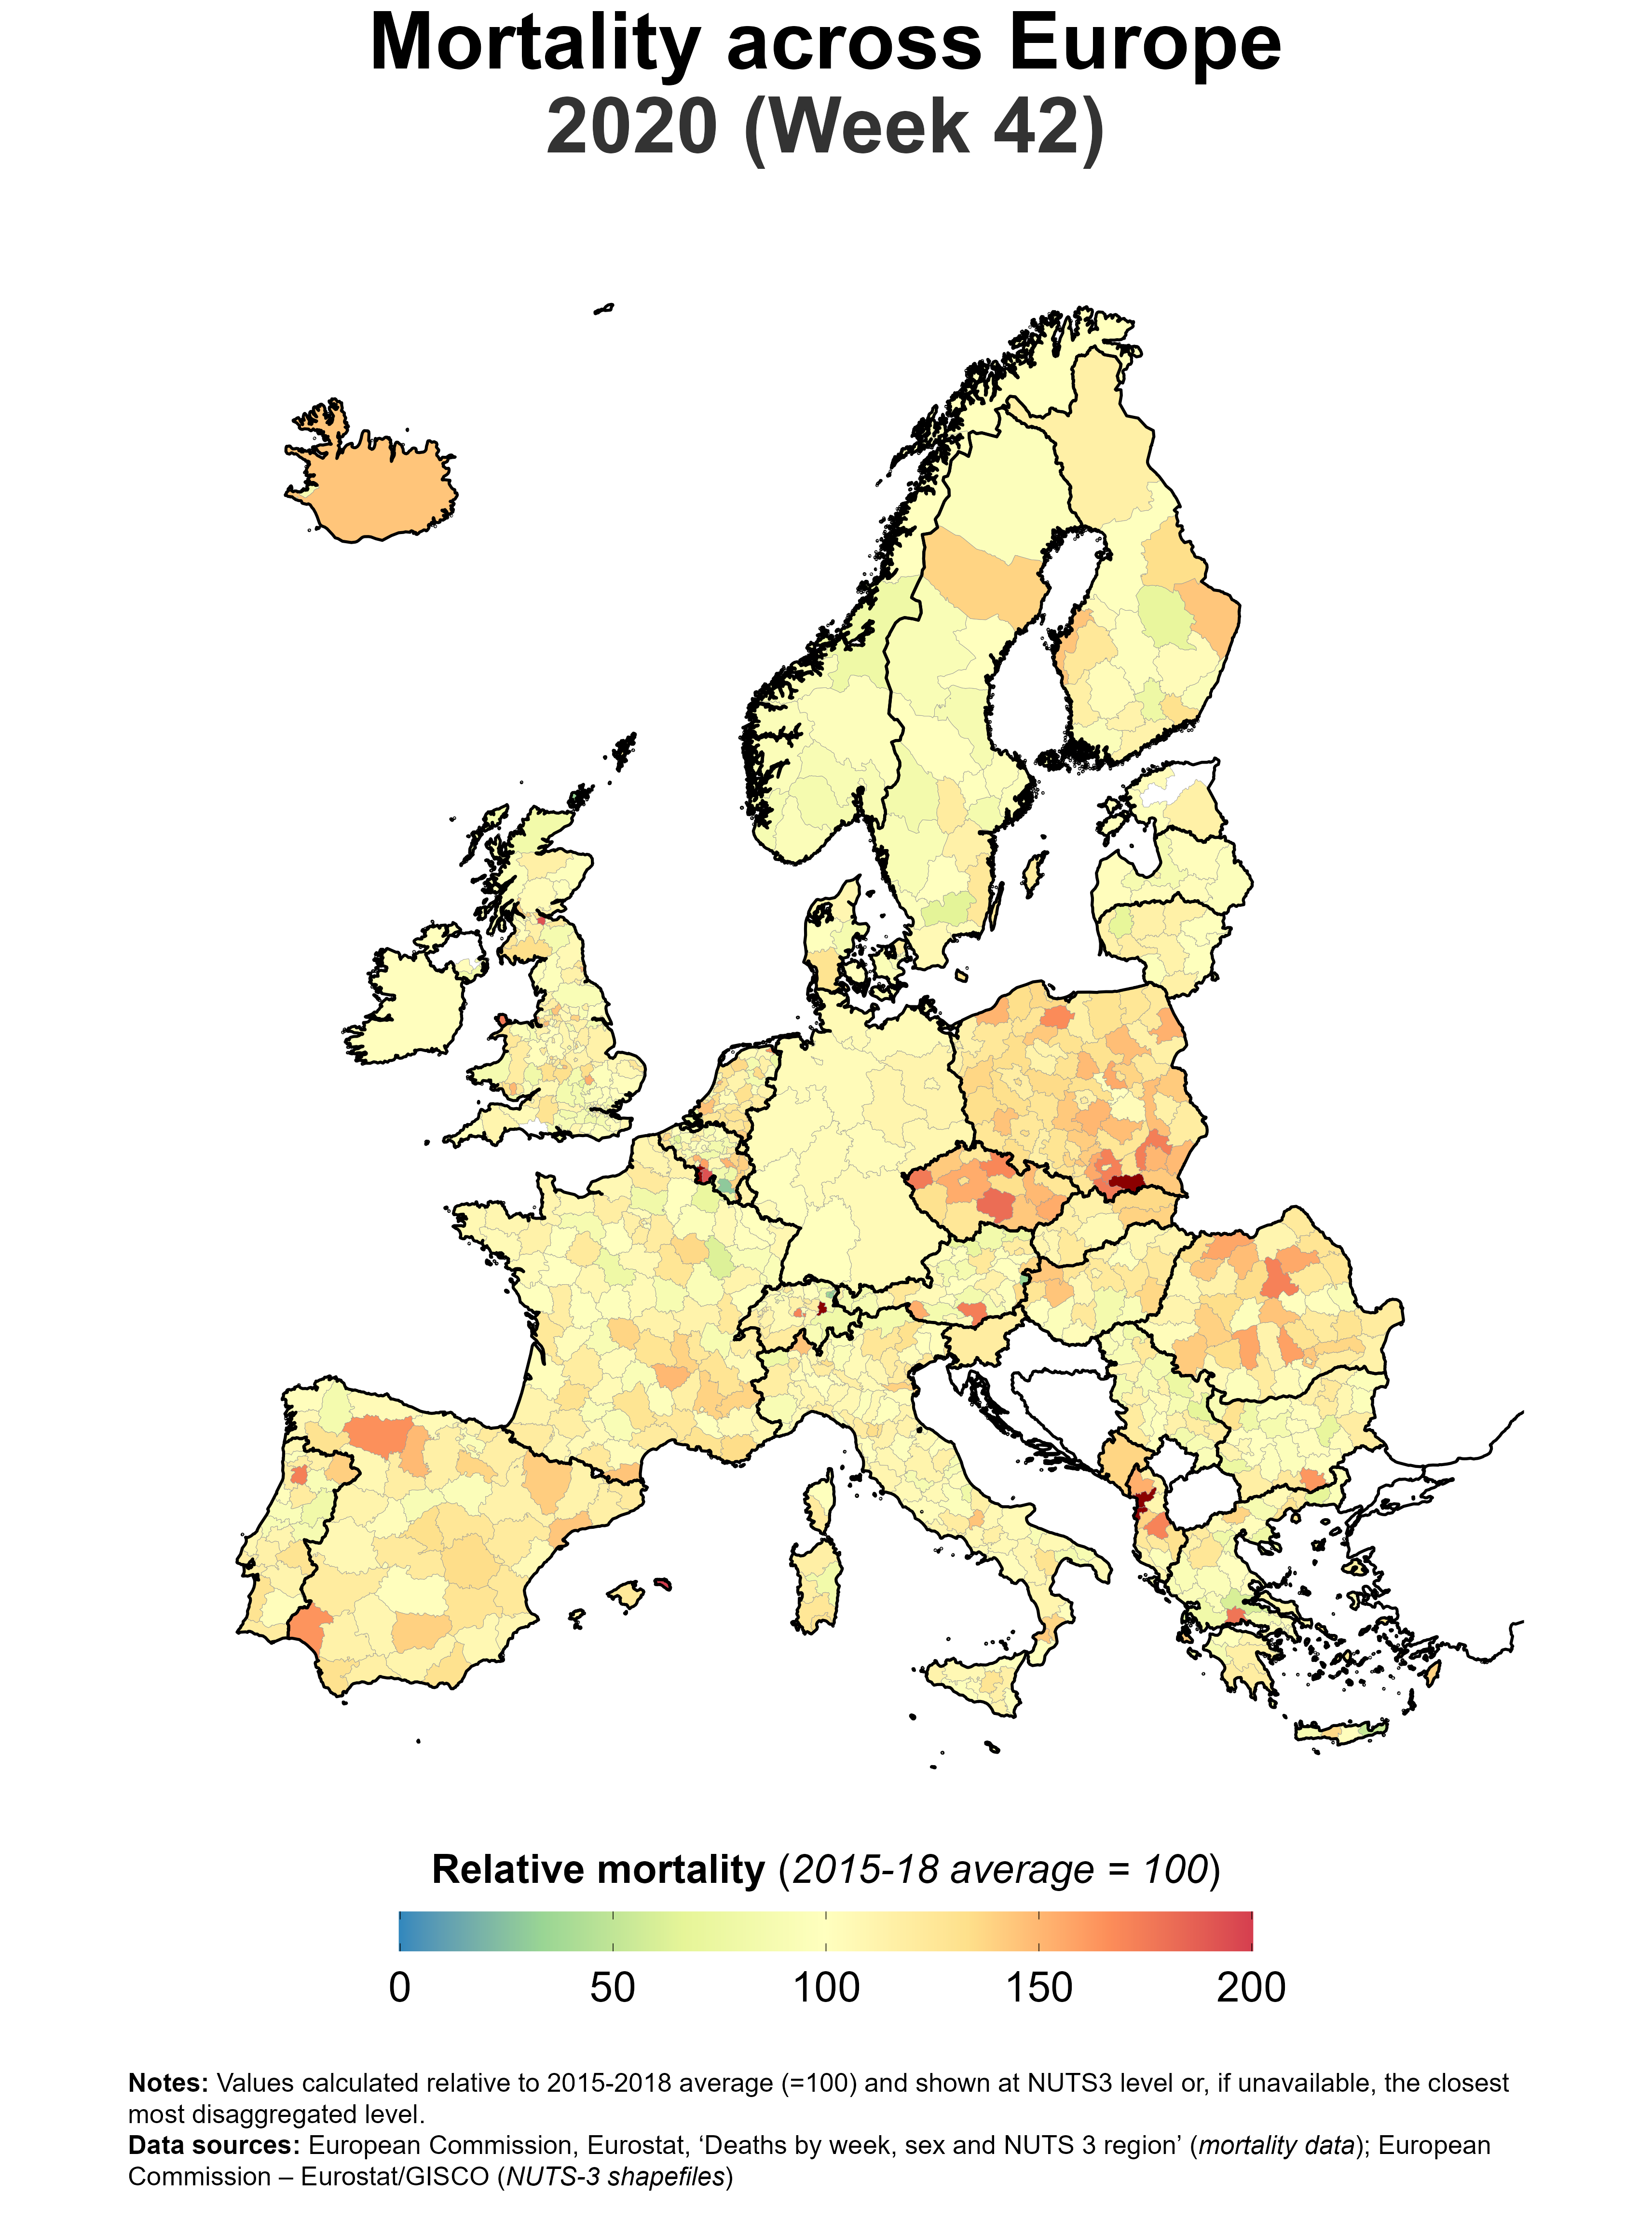 Mortality across Europe
2020 (Week 42)
Relative mortality (2015-18 average = 100)
0 50 100 150 200
Notes: Values calculated relative to 2015-2018 average (=100) and shown at NUTS3 level or, if unavailable, the closest
most disaggregated level.
Data sources: European Commission, Eurostat, ‘Deaths by week, sex and NUTS 3 region’ (mortality data); European
Commission – Eurostat/GISCO (NUTS-3 shapefiles)